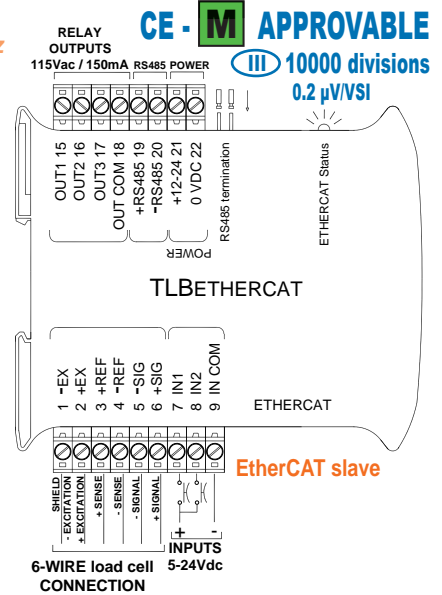 CE - M APPROVABLE
III 10000 divisions
0.2 µV/VSI
RELAY
OUTPUTS
115Vac / 150mA
RS485
POWER
z
OUT1 15
OUT2 16
OUT3 17
OUT COM 18
+RS485 19
-RS485 20
+12-24 21
0 VDC 22
RS485 termination
ETHERCAT Status
POWER
TLBETHERCAT
1 -EX
2 +EX
3 +REF
4 -REF
5 -SIG
6 +SIG
7 IN1
8 IN2
9 IN COM
ETHERCAT
EtherCAT slave
SHIELD
- EXCITATION
+ EXCITATION
+ SENSE
- SENSE
- SIGNAL
+ SIGNAL
+ -
INPUTS
5-24Vdc
6-WIRE load cell
CONNECTION